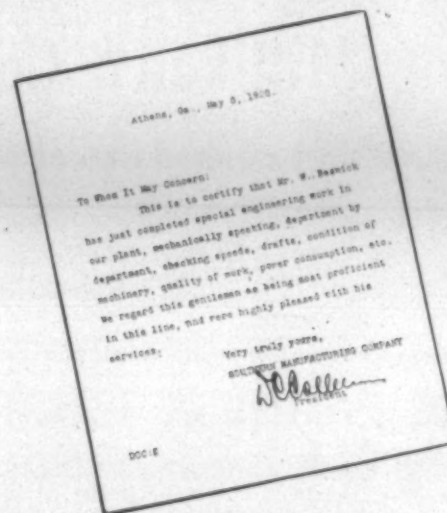 Athens, Ga., May 5, 1920.
To Whom It May Concern:
This is to certify that Mr. W. Beswick
has just completed special engineering work in
our plant, mechanically speaking, department by
department, checking speeds, drafts, condition of
machinery, quality of work, power consumption, etc.
We regard this gentleman as being most proficient
in this line, and were highly pleased with his
services.
Very truly yours,
SOUTHERN MANUFACTURING COMPANY
President
DOC:E